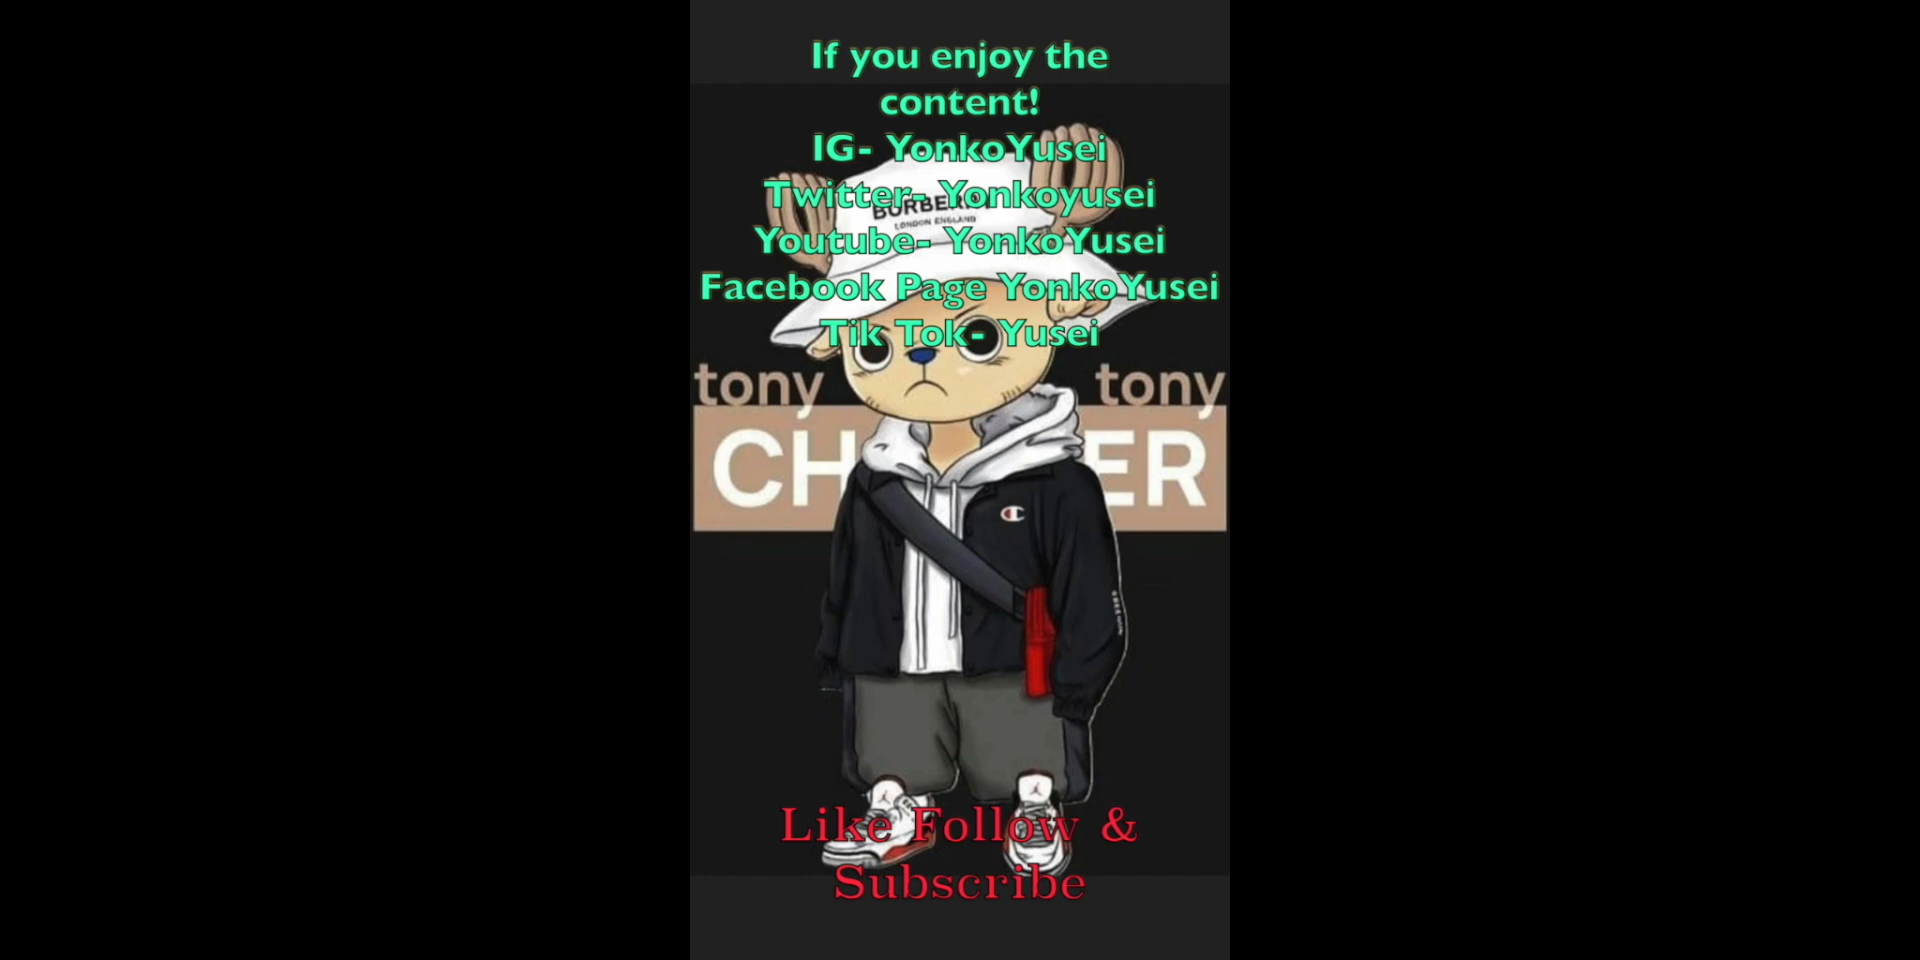 If you enjoy the
content!
IG- YonkoYusei
Twitter- Yonkoyusei
BURBERRY
LONDON ENGLAND
Youtube- YonkoYusei
Facebook Page YonkoYusei
Tik Tok- Yusei
tony tony
CH ER
Like Follow &
Subscribe